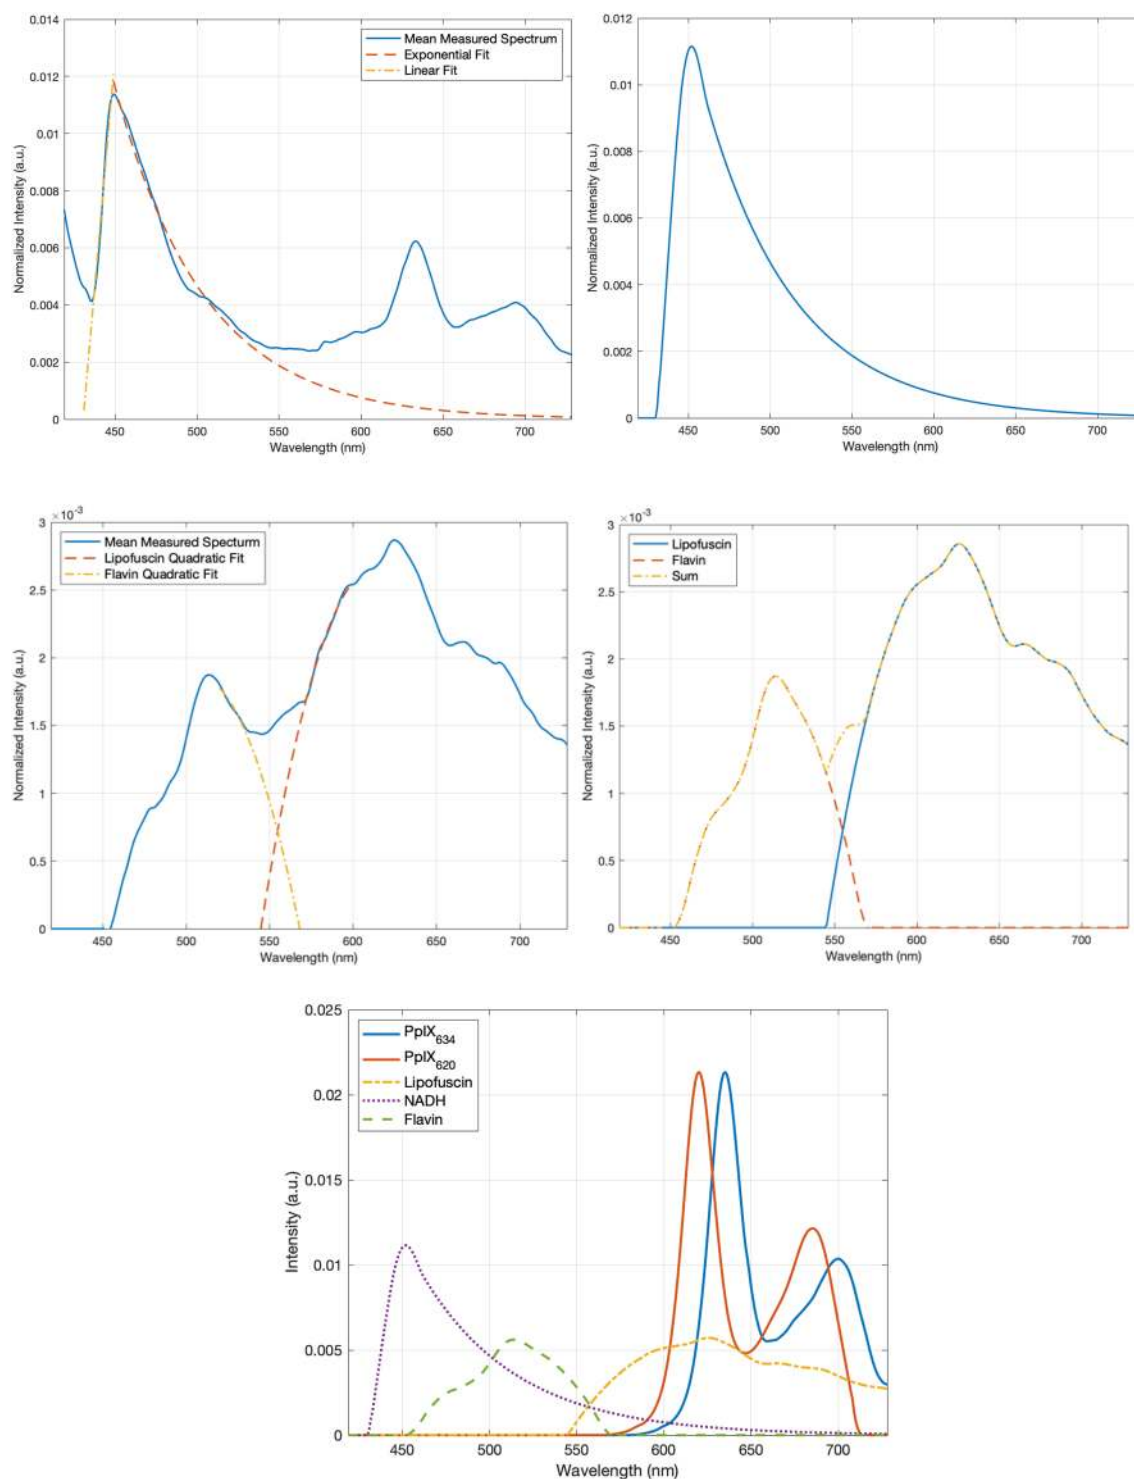 0.014
0.012
0.01
0.008
0.006
0.004
0.002
0
Normalized Intensity (a.u.)
Mean Measured Spectrum
Exponential Fit
Linear Fit
450 500 550 600 650 700
Wavelength (nm)
0.012
0.01
0.008
0.006
0.004
0.002
0
Normalized Intensity (a.u.)
450 500 550 600 650 700
Wavelength (nm)
3 ×10⁻³
2.5
2
1.5
1
0.5
0
Normalized Intensity (a.u.)
Mean Measured Specturm
Lipofuscin Quadratic Fit
Flavin Quadratic Fit
450 500 550 600 650 700
Wavelength (nm)
3 ×10⁻³
2.5
2
1.5
1
0.5
0
Normalized Intensity (a.u.)
Lipofuscin
Flavin
Sum
450 500 550 600 650 700
Wavelength (nm)
0.025
0.02
0.015
0.01
0.005
0
Intensity (a.u.)
PpIX₆₃₄
PpIX₆₂₀
Lipofuscin
NADH
Flavin
450 500 550 600 650 700
Wavelength (nm)